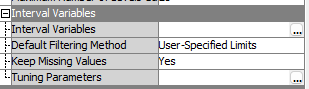 Interval Variables
Interval Variables ...
Default Filtering Method User-Specified Limits
Keep Missing Values Yes
Tuning Parameters ...